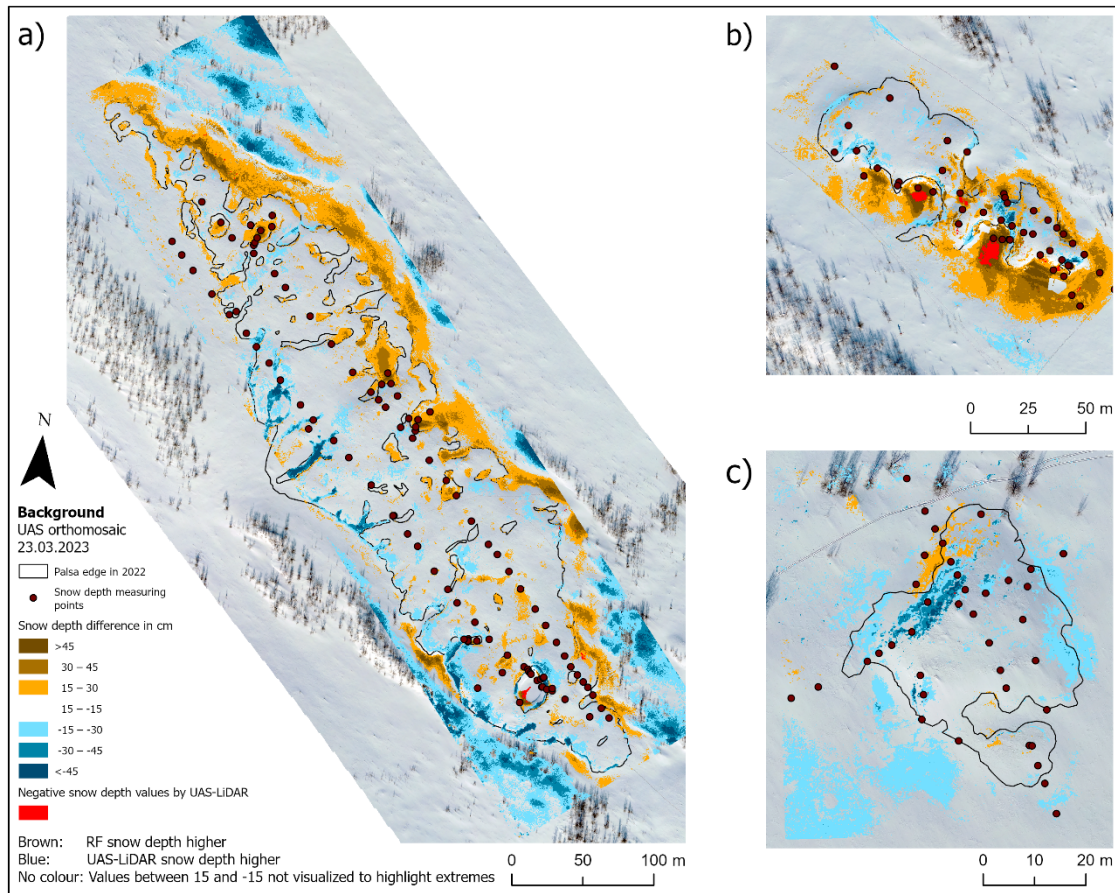 a)
b)
0 25 50 m
N
Background
UAS orthomosaic
23.03.2023
Palsa edge in 2022
Snow depth measuring
points
Snow depth difference in cm
>45
30 – 45
15 – 30
15 – -15
-15 – -30
-30 – -45
<-45
Negative snow depth values by UAS-LiDAR
Brown: RF snow depth higher
Blue: UAS-LiDAR snow depth higher
No colour: Values between 15 and -15 not visualized to highlight extremes
0 50 100 m
c)
0 10 20 m